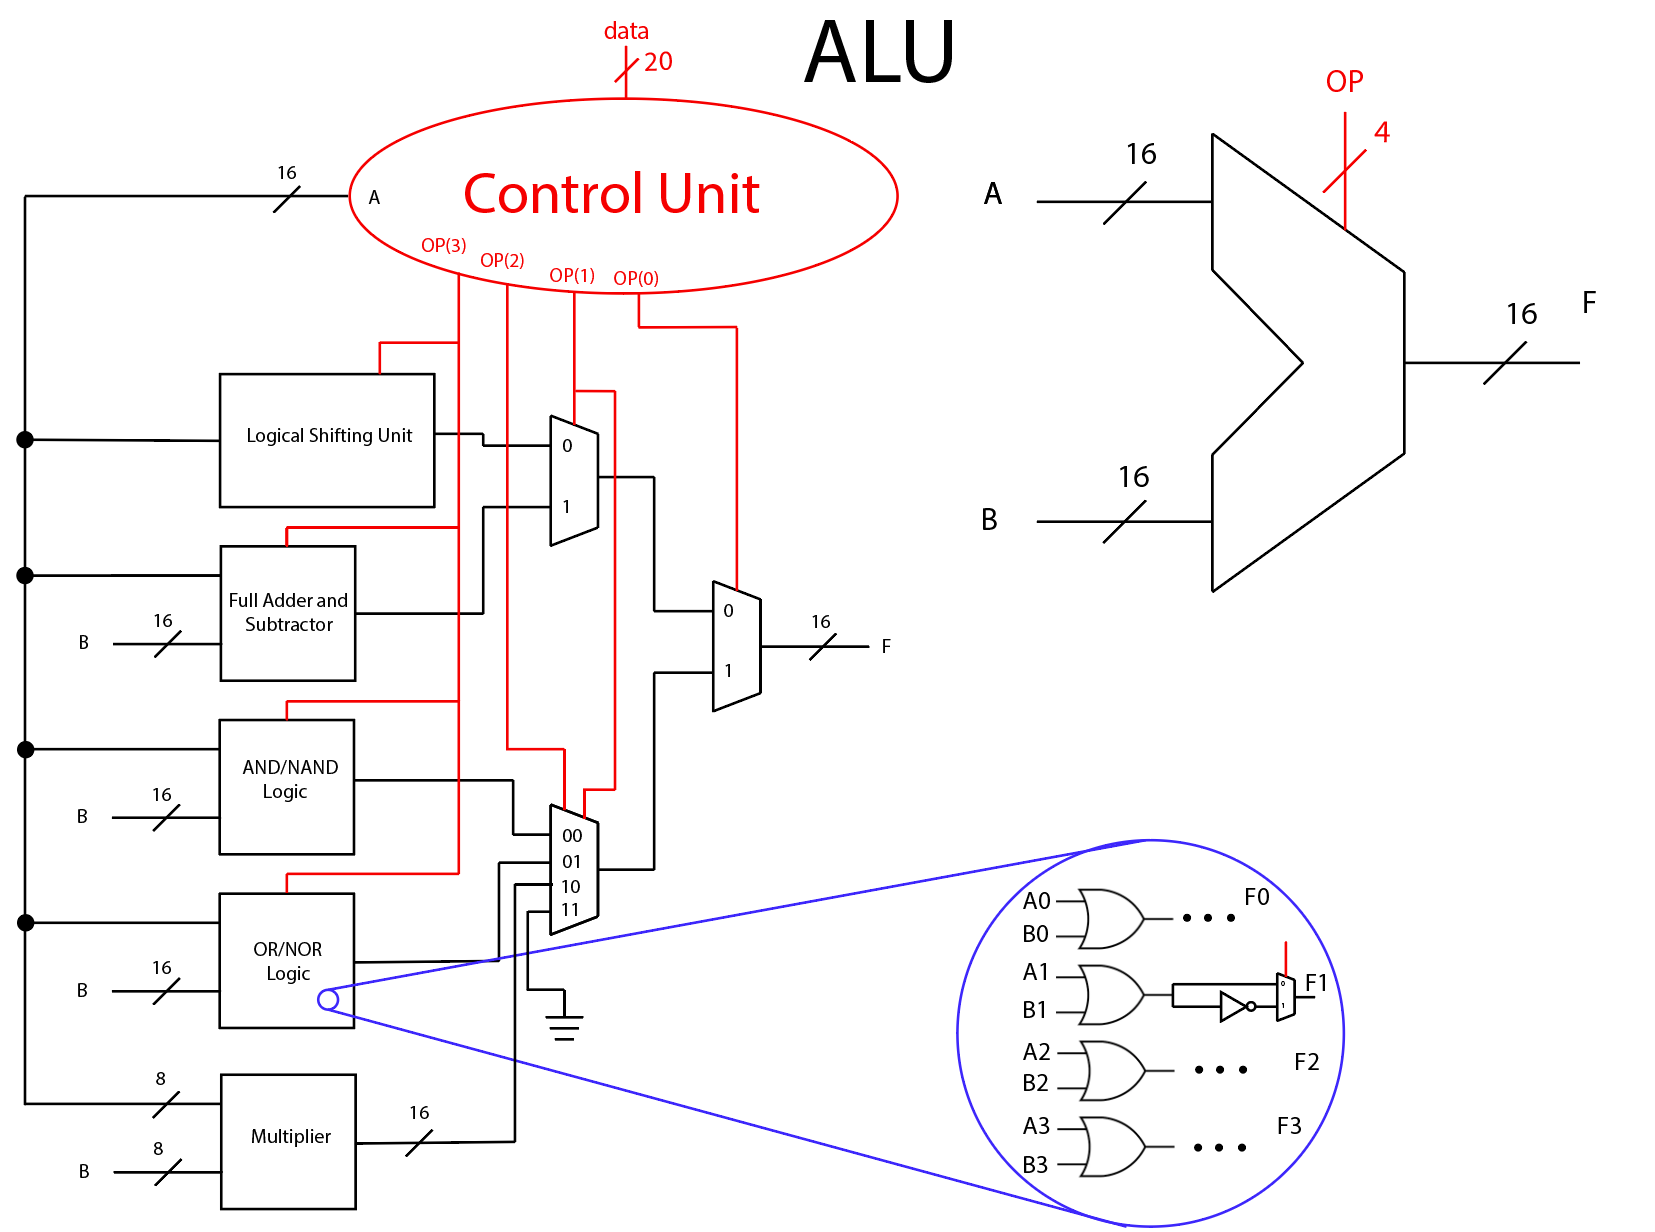 ALU
data
20
Control Unit
A
16
OP(3)
OP(2)
OP(1)
OP(0)
Logical Shifting Unit
0
1
Full Adder and
Subtractor
B
16
0
1
16
F
AND/NAND
Logic
B
16
00
01
10
11
OR/NOR
Logic
B
16
8
Multiplier
16
B
8
OP
4
A
16
B
16
16
F
A0
B0
F0
A1
B1
0
1
F1
A2
B2
F2
A3
B3
F3